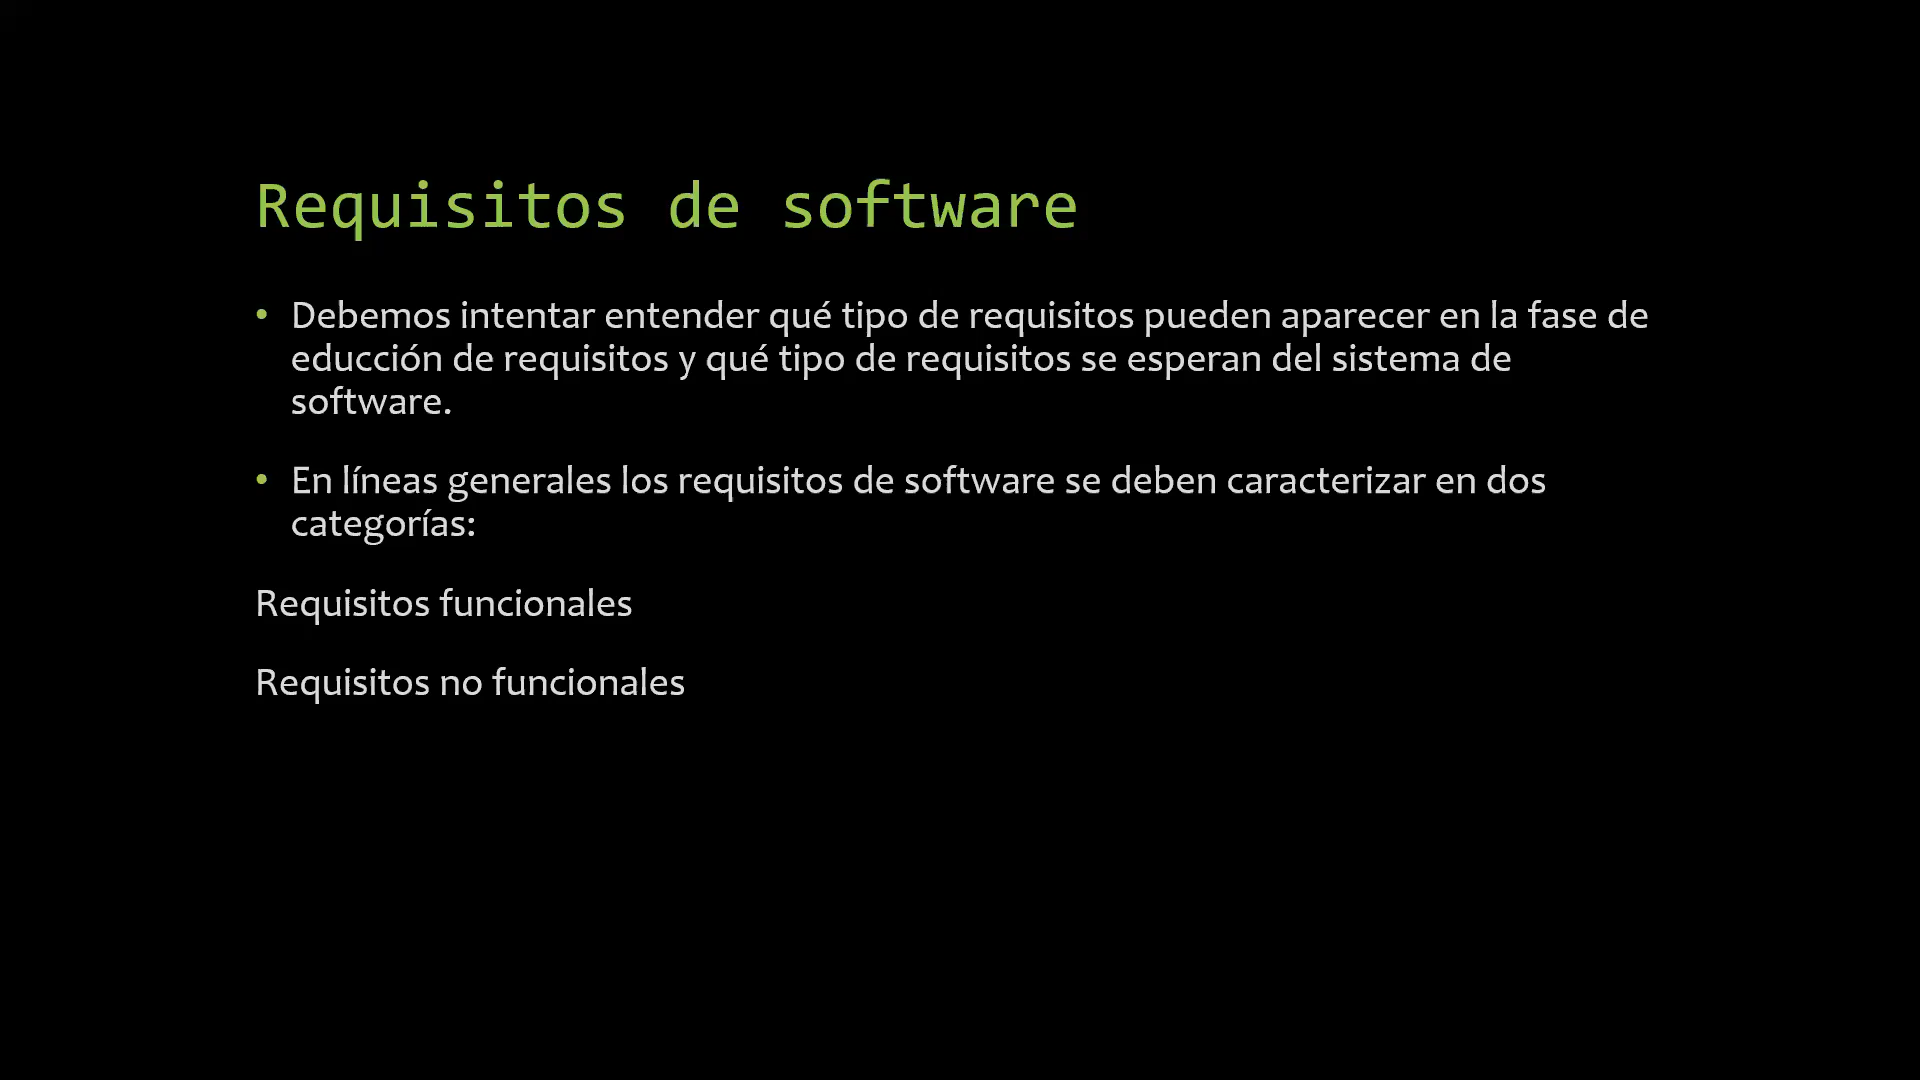 Requisitos de software
• Debemos intentar entender qué tipo de requisitos pueden aparecer en la fase de
educción de requisitos y qué tipo de requisitos se esperan del sistema de
software.
• En líneas generales los requisitos de software se deben caracterizar en dos
categorías:
Requisitos funcionales
Requisitos no funcionales